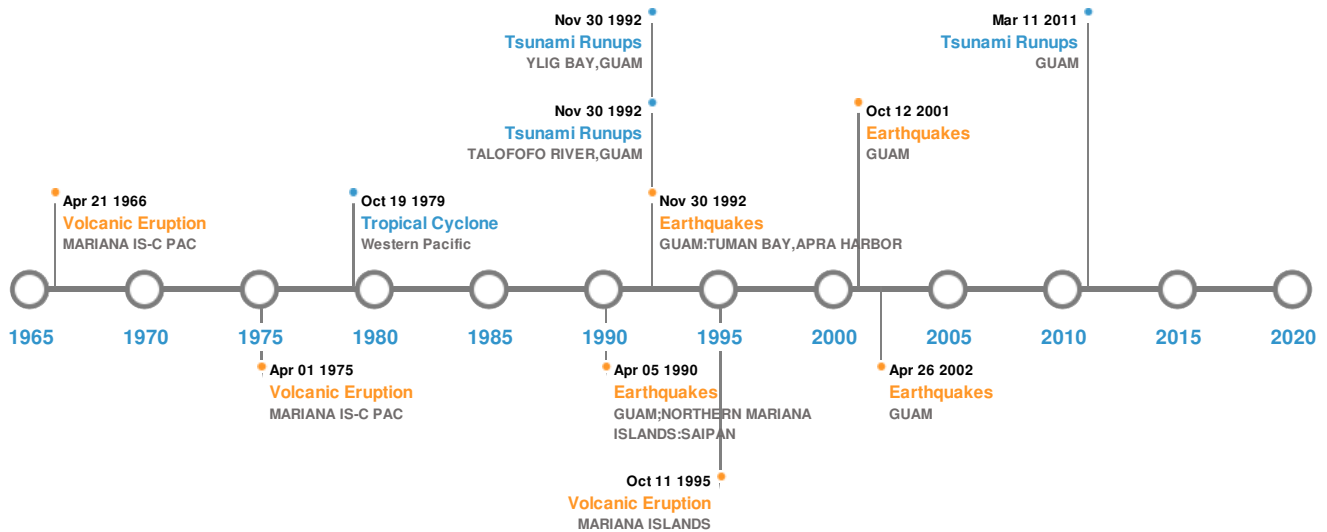 Nov 30 1992
Tsunami Runups
YLIG BAY,GUAM
Mar 11 2011
Tsunami Runups
GUAM
Nov 30 1992
Tsunami Runups
TALOFOFO RIVER,GUAM
Oct 12 2001
Earthquakes
GUAM
Apr 21 1966
Volcanic Eruption
MARIANA IS-C PAC
Oct 19 1979
Tropical Cyclone
Western Pacific
Nov 30 1992
Earthquakes
GUAM:TUMAN BAY,APRA HARBOR
1965 1970 1975 1980 1985 1990 1995 2000 2005 2010 2015 2020
Apr 01 1975
Volcanic Eruption
MARIANA IS-C PAC
Apr 05 1990
Earthquakes
GUAM;NORTHERN MARIANA
ISLANDS:SAIPAN
Apr 26 2002
Earthquakes
GUAM
Oct 11 1995
Volcanic Eruption
MARIANA ISLANDS